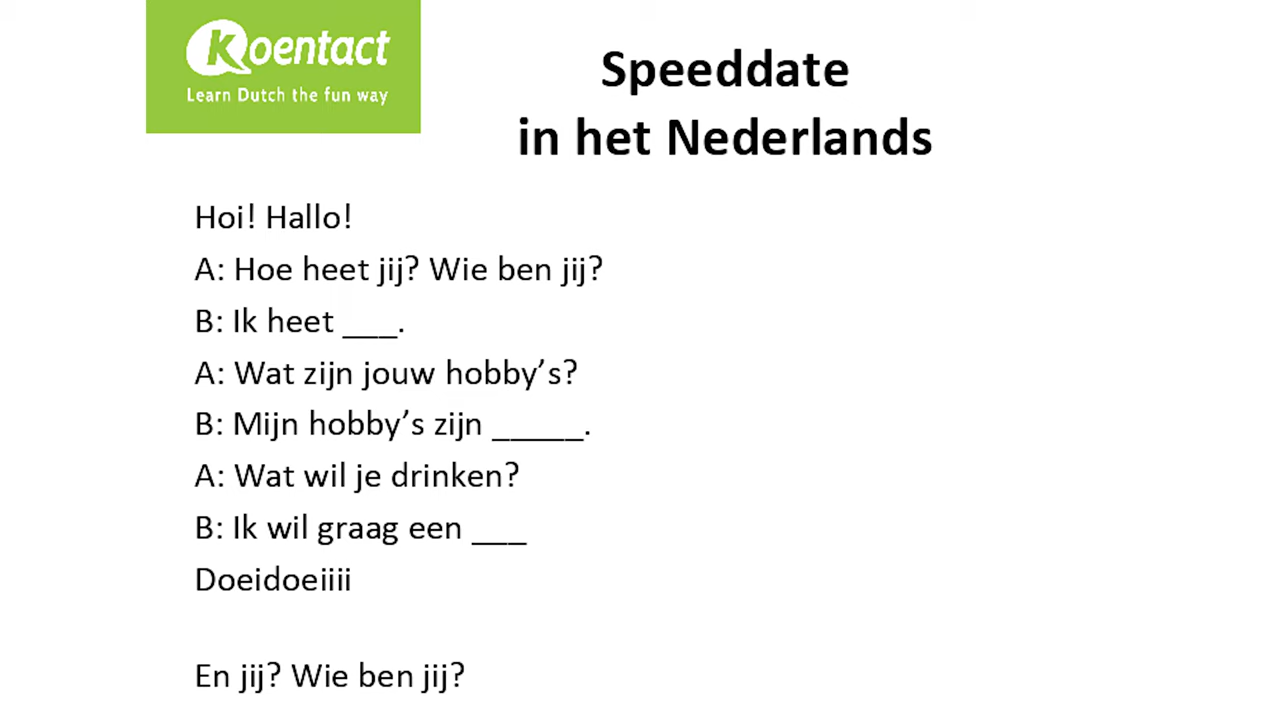 Koentact
Learn Dutch the fun way
Speeddate
in het Nederlands
Hoi! Hallo!
A: Hoe heet jij? Wie ben jij?
B: Ik heet ___.
A: Wat zijn jouw hobby’s?
B: Mijn hobby’s zijn _____.
A: Wat wil je drinken?
B: Ik wil graag een ___
Doeidoeiiii
En jij? Wie ben jij?